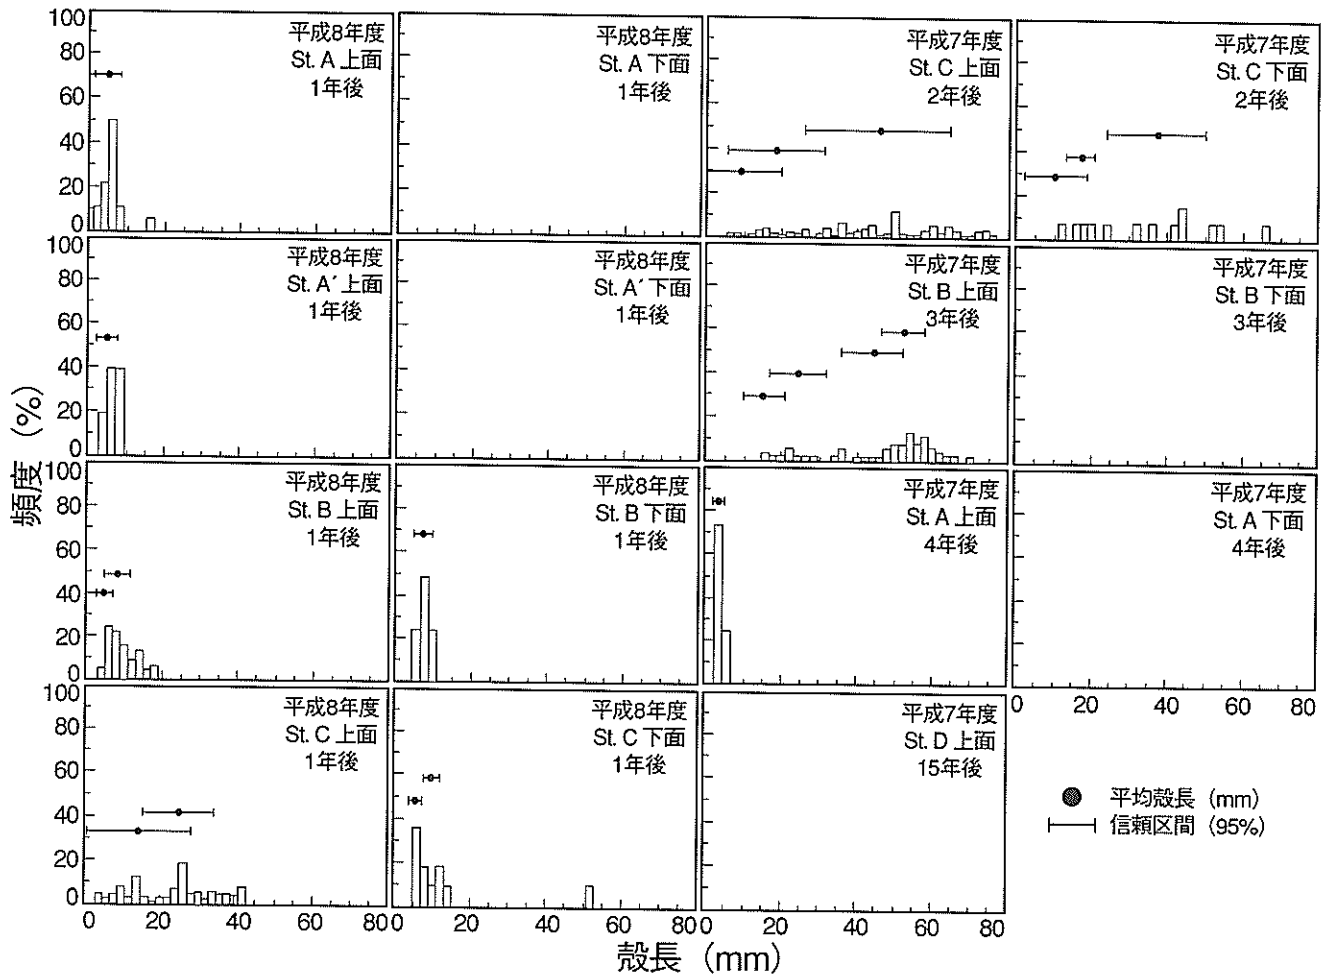 平成8年度
St. A 上面
1年後
平成8年度
St. A 下面
1年後
平成7年度
St. C 上面
2年後
平成7年度
St. C 下面
2年後
100
80
60
40
20
0
平成8年度
St. A´ 上面
1年後
平成8年度
St. A´ 下面
1年後
平成7年度
St. B 上面
3年後
平成7年度
St. B 下面
3年後
100
80
60
40
20
0
頻度 (%)
平成8年度
St. B 上面
1年後
平成8年度
St. B 下面
1年後
平成7年度
St. A 上面
4年後
平成7年度
St. A 下面
4年後
100
80
60
40
20
0
0 20 40 60 80
平成8年度
St. C 上面
1年後
平成8年度
St. C 下面
1年後
平成7年度
St. D 上面
15年後
100
80
60
40
20
0
0 20 40 60 80
0 20 40 60 80
0 20 40 60 80
平均殻長 (mm)
信頼区間 (95%)
殻長 (mm)